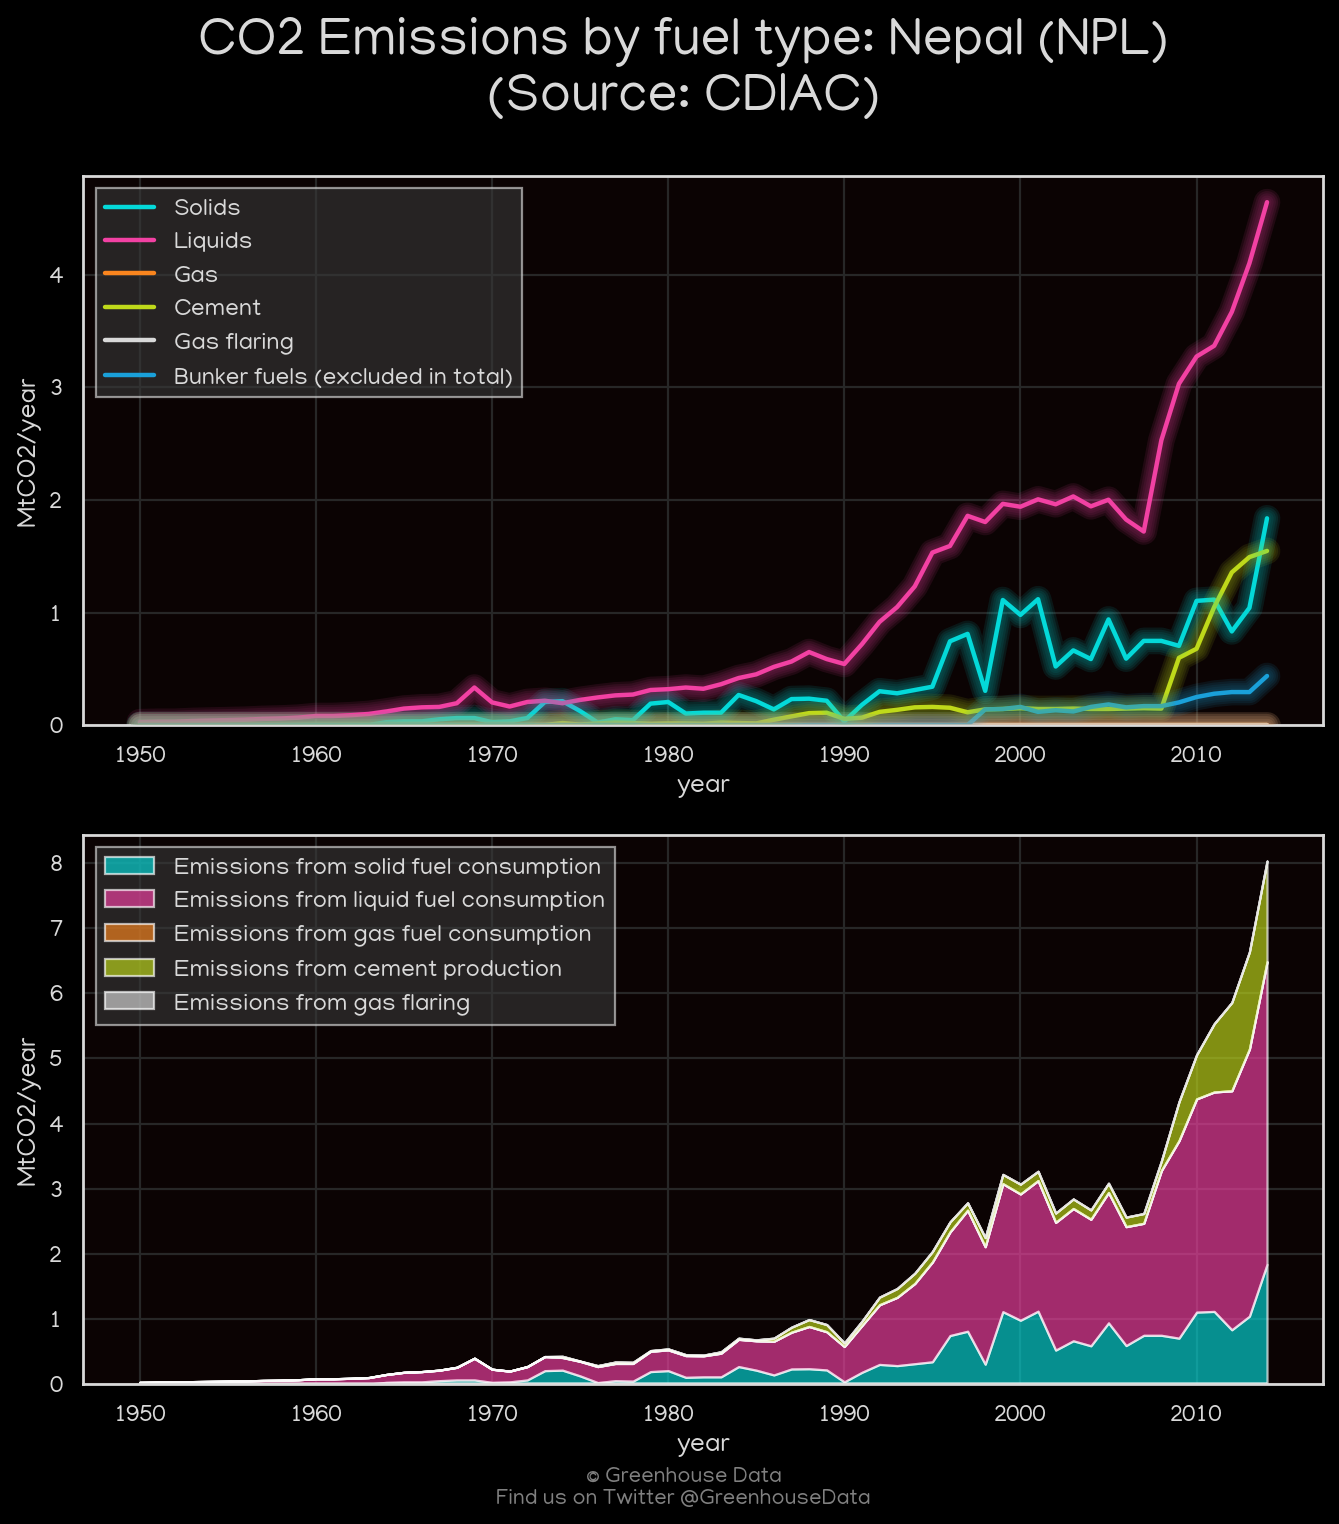 CO2 Emissions by fuel type: Nepal (NPL)
(Source: CDIAC)
Solids
Liquids
Gas
Cement
Gas flaring
Bunker fuels (excluded in total)
4
3
2
1
0
MtCO2/year
1950 1960 1970 1980 1990 2000 2010
year
Emissions from solid fuel consumption
Emissions from liquid fuel consumption
Emissions from gas fuel consumption
Emissions from cement production
Emissions from gas flaring
8
7
6
5
4
3
2
1
0
MtCO2/year
1950 1960 1970 1980 1990 2000 2010
year
© Greenhouse Data
Find us on Twitter @GreenhouseData